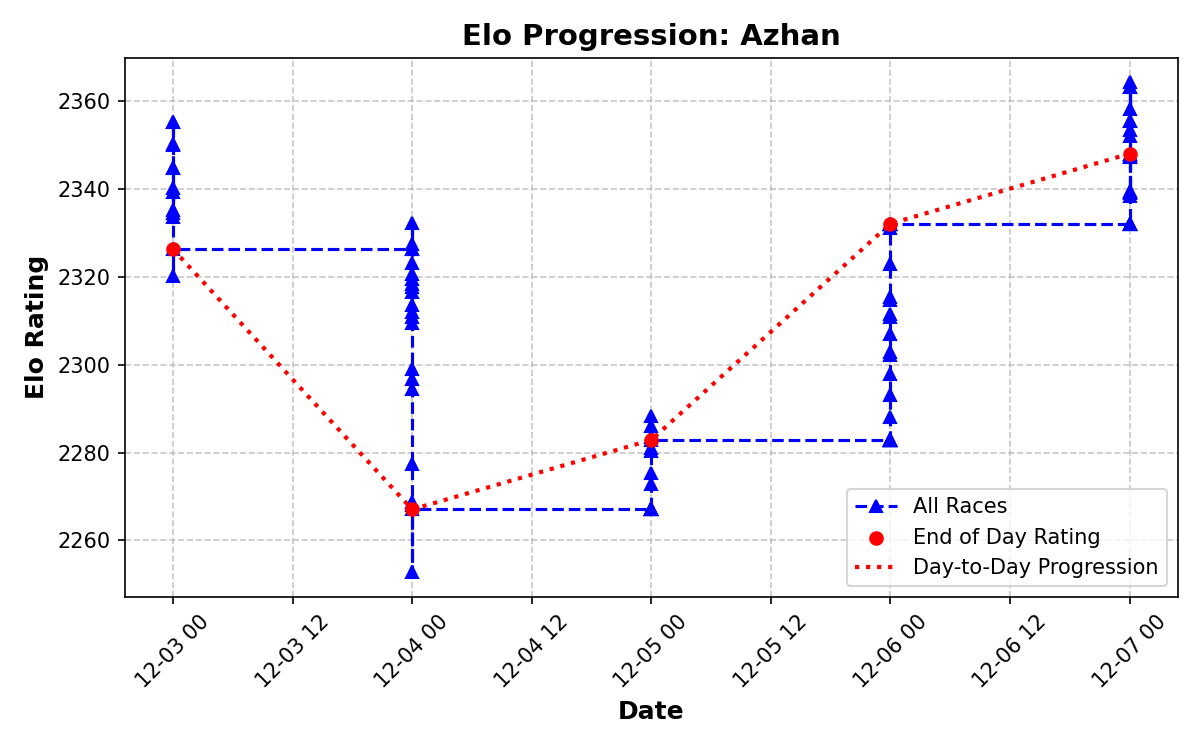 Elo Progression: Azhan
Elo Rating
2360
2340
2320
2300
2280
2260
All Races
End of Day Rating
Day-to-Day Progression
12-03 00
12-03 12
12-04 00
12-04 12
12-05 00
12-05 12
12-06 00
12-06 12
12-07 00
Date